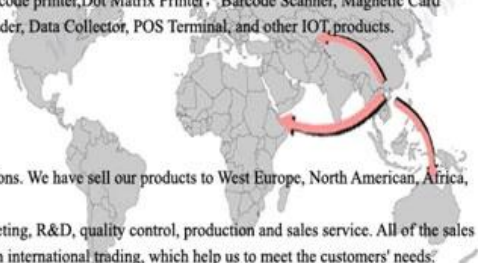 code printer,Dot Matrix Printer, Barcode Scanner, Magnetic Card
der, Data Collector, POS Terminal, and other IOT products.
ons. We have sell our products to West Europe, North American, Africa,
eting, R&D, quality control, production and sales service. All of the sales
n international trading, which help us to meet the customers' needs.